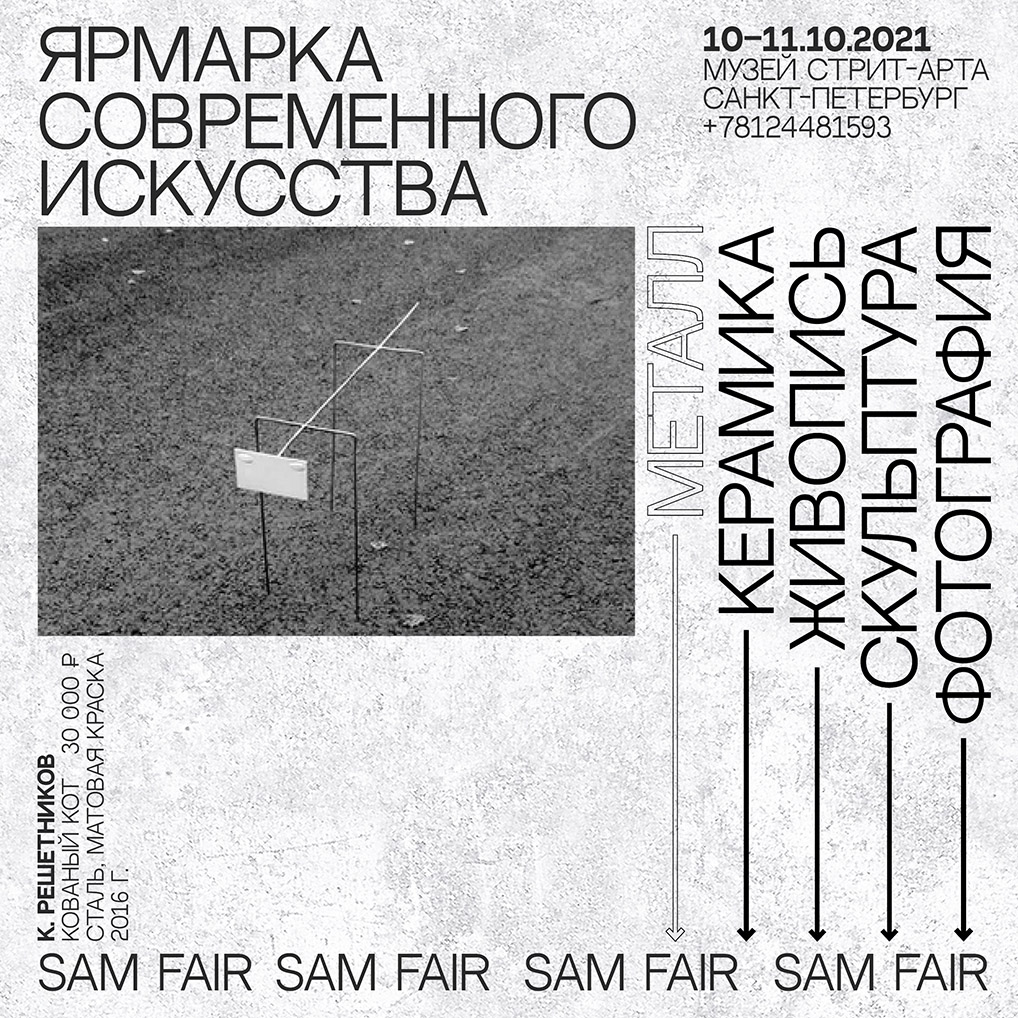 ЯРМАРКА
СОВРЕМЕННОГО
ИСКУССТВА
10–11.10.2021
МУЗЕЙ СТРИТ-АРТА
САНКТ-ПЕТЕРБУРГ
+78124481593
МЕТАЛЛ
КЕРАМИКА
ЖИВОПИСЬ
СКУЛЬПТУРА
ФОТОГРАФИЯ
К. РЕШЕТНИКОВ
КОВАНЫЙ КОТ 30 000 ₽
СТАЛЬ, МАТОВАЯ КРАСКА
2016 Г.
SAM FAIR SAM FAIR SAM FAIR SAM FAIR